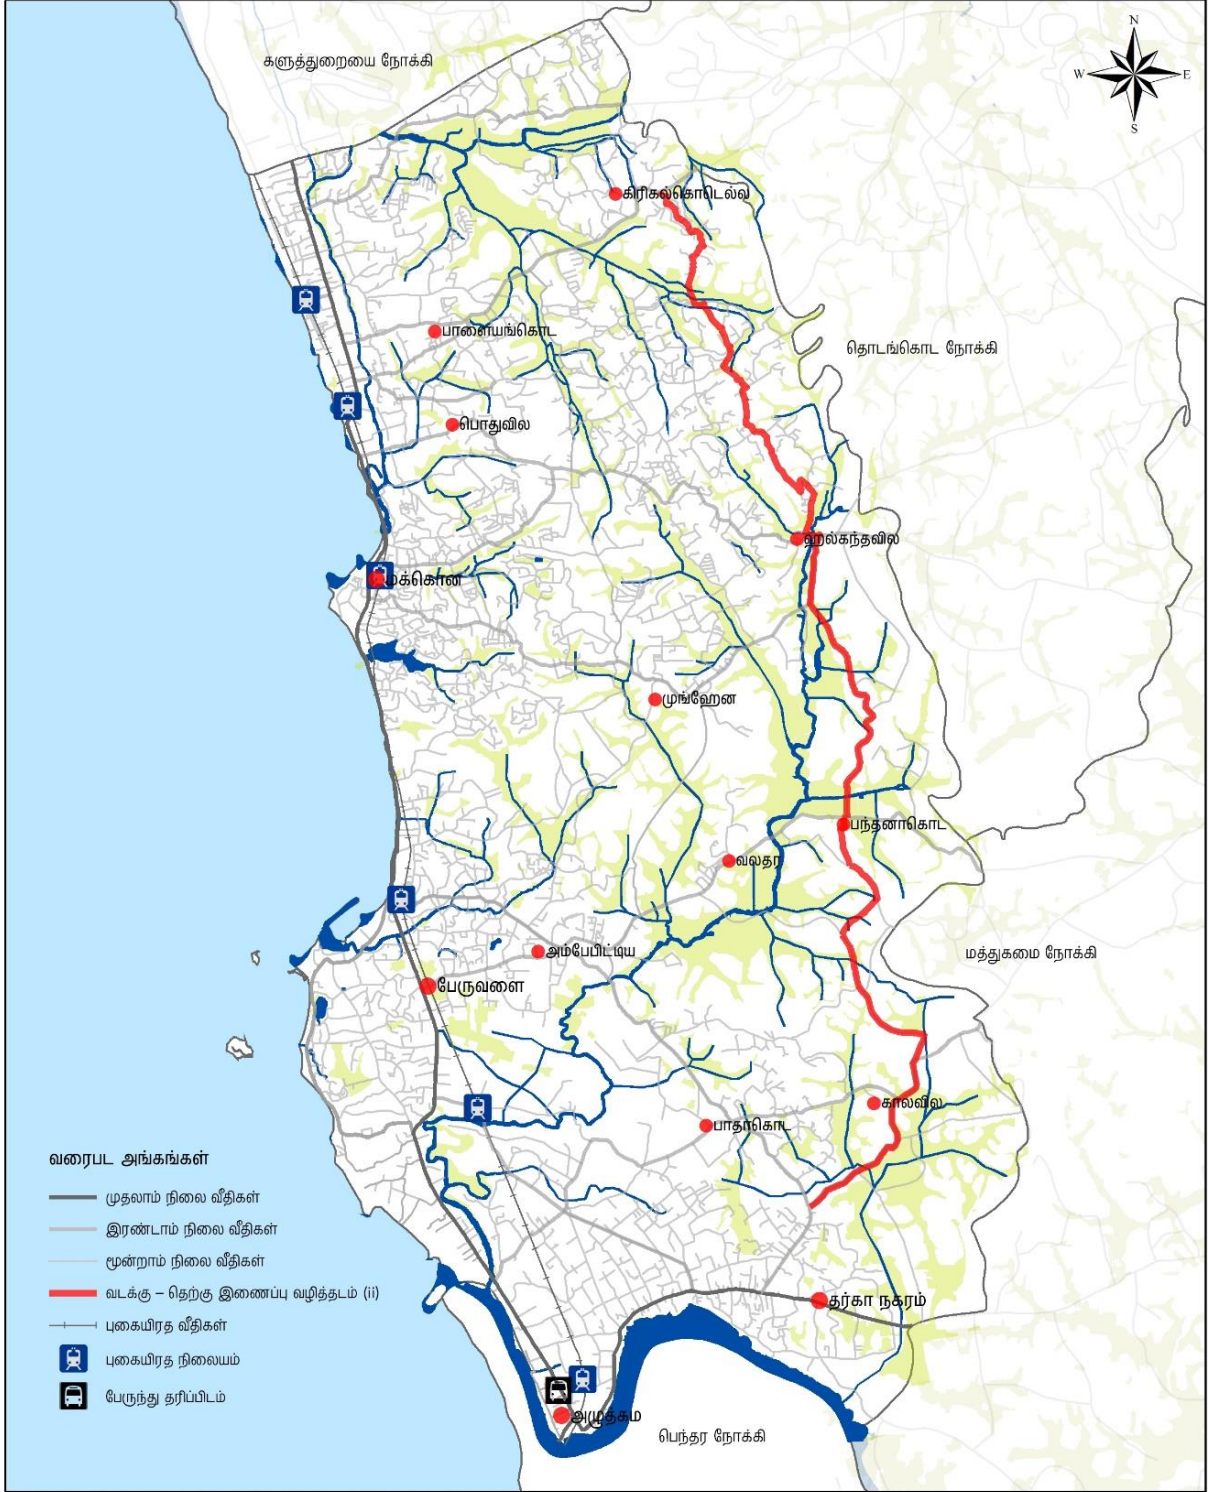 N
W
E
S
களுத்துறையை நோக்கி
கிரிகல்கொடெல்ல
பாளையங்கொட
தொடங்கொட நோக்கி
பொதுவில
ஹல்கந்தவில
மக்கொன
முங்ஹேன
பந்தனாகொட
வலதர
அம்பேபிட்டிய
மத்துகமை நோக்கி
பேருவளை
காலவில
பாதாகொட
வரைபட அங்கங்கள்
முதலாம் நிலை வீதிகள்
இரண்டாம் நிலை வீதிகள்
மூன்றாம் நிலை வீதிகள்
வடக்கு – தெற்கு இணைப்பு வழித்தடம் (ii)
புகையிரத வீதிகள்
புகையிரத நிலையம்
பேருந்து தரிப்பிடம்
தர்கா நகரம்
அழுத்கம
பெந்தர நோக்கி